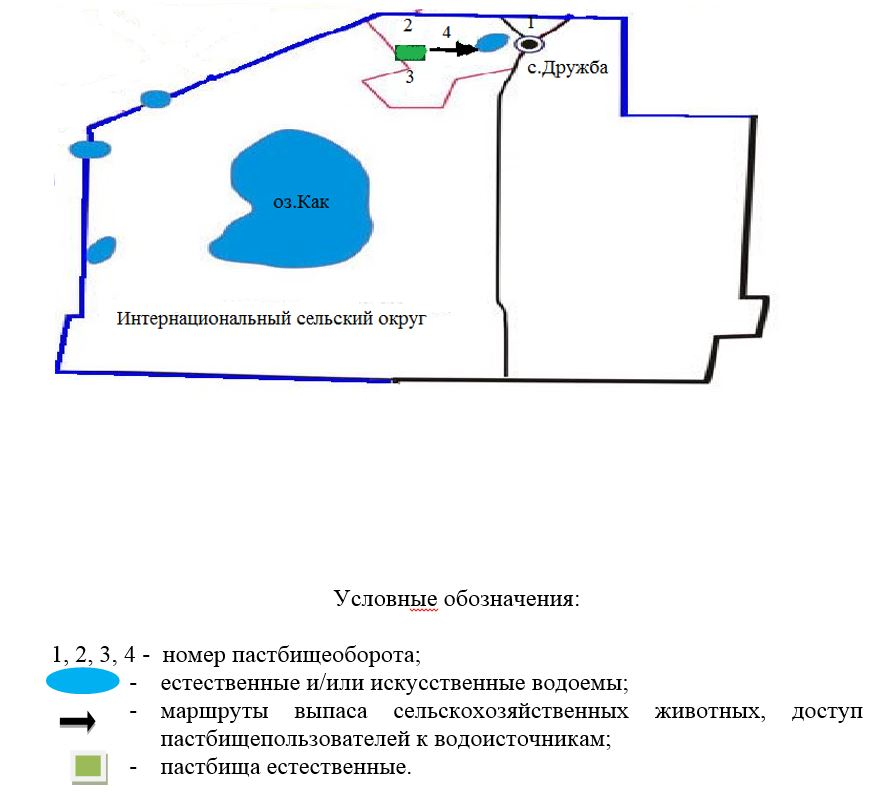 1
2
4
с.Дружба
3
оз.Как
Интернациональный сельский округ
Условные обозначения:
1, 2, 3, 4 - номер пастбищеоборота;
- естественные и/или искусственные водоемы;
- маршруты выпаса сельскохозяйственных животных, доступ
пастбищепользователей к водоисточникам;
- пастбища естественные.